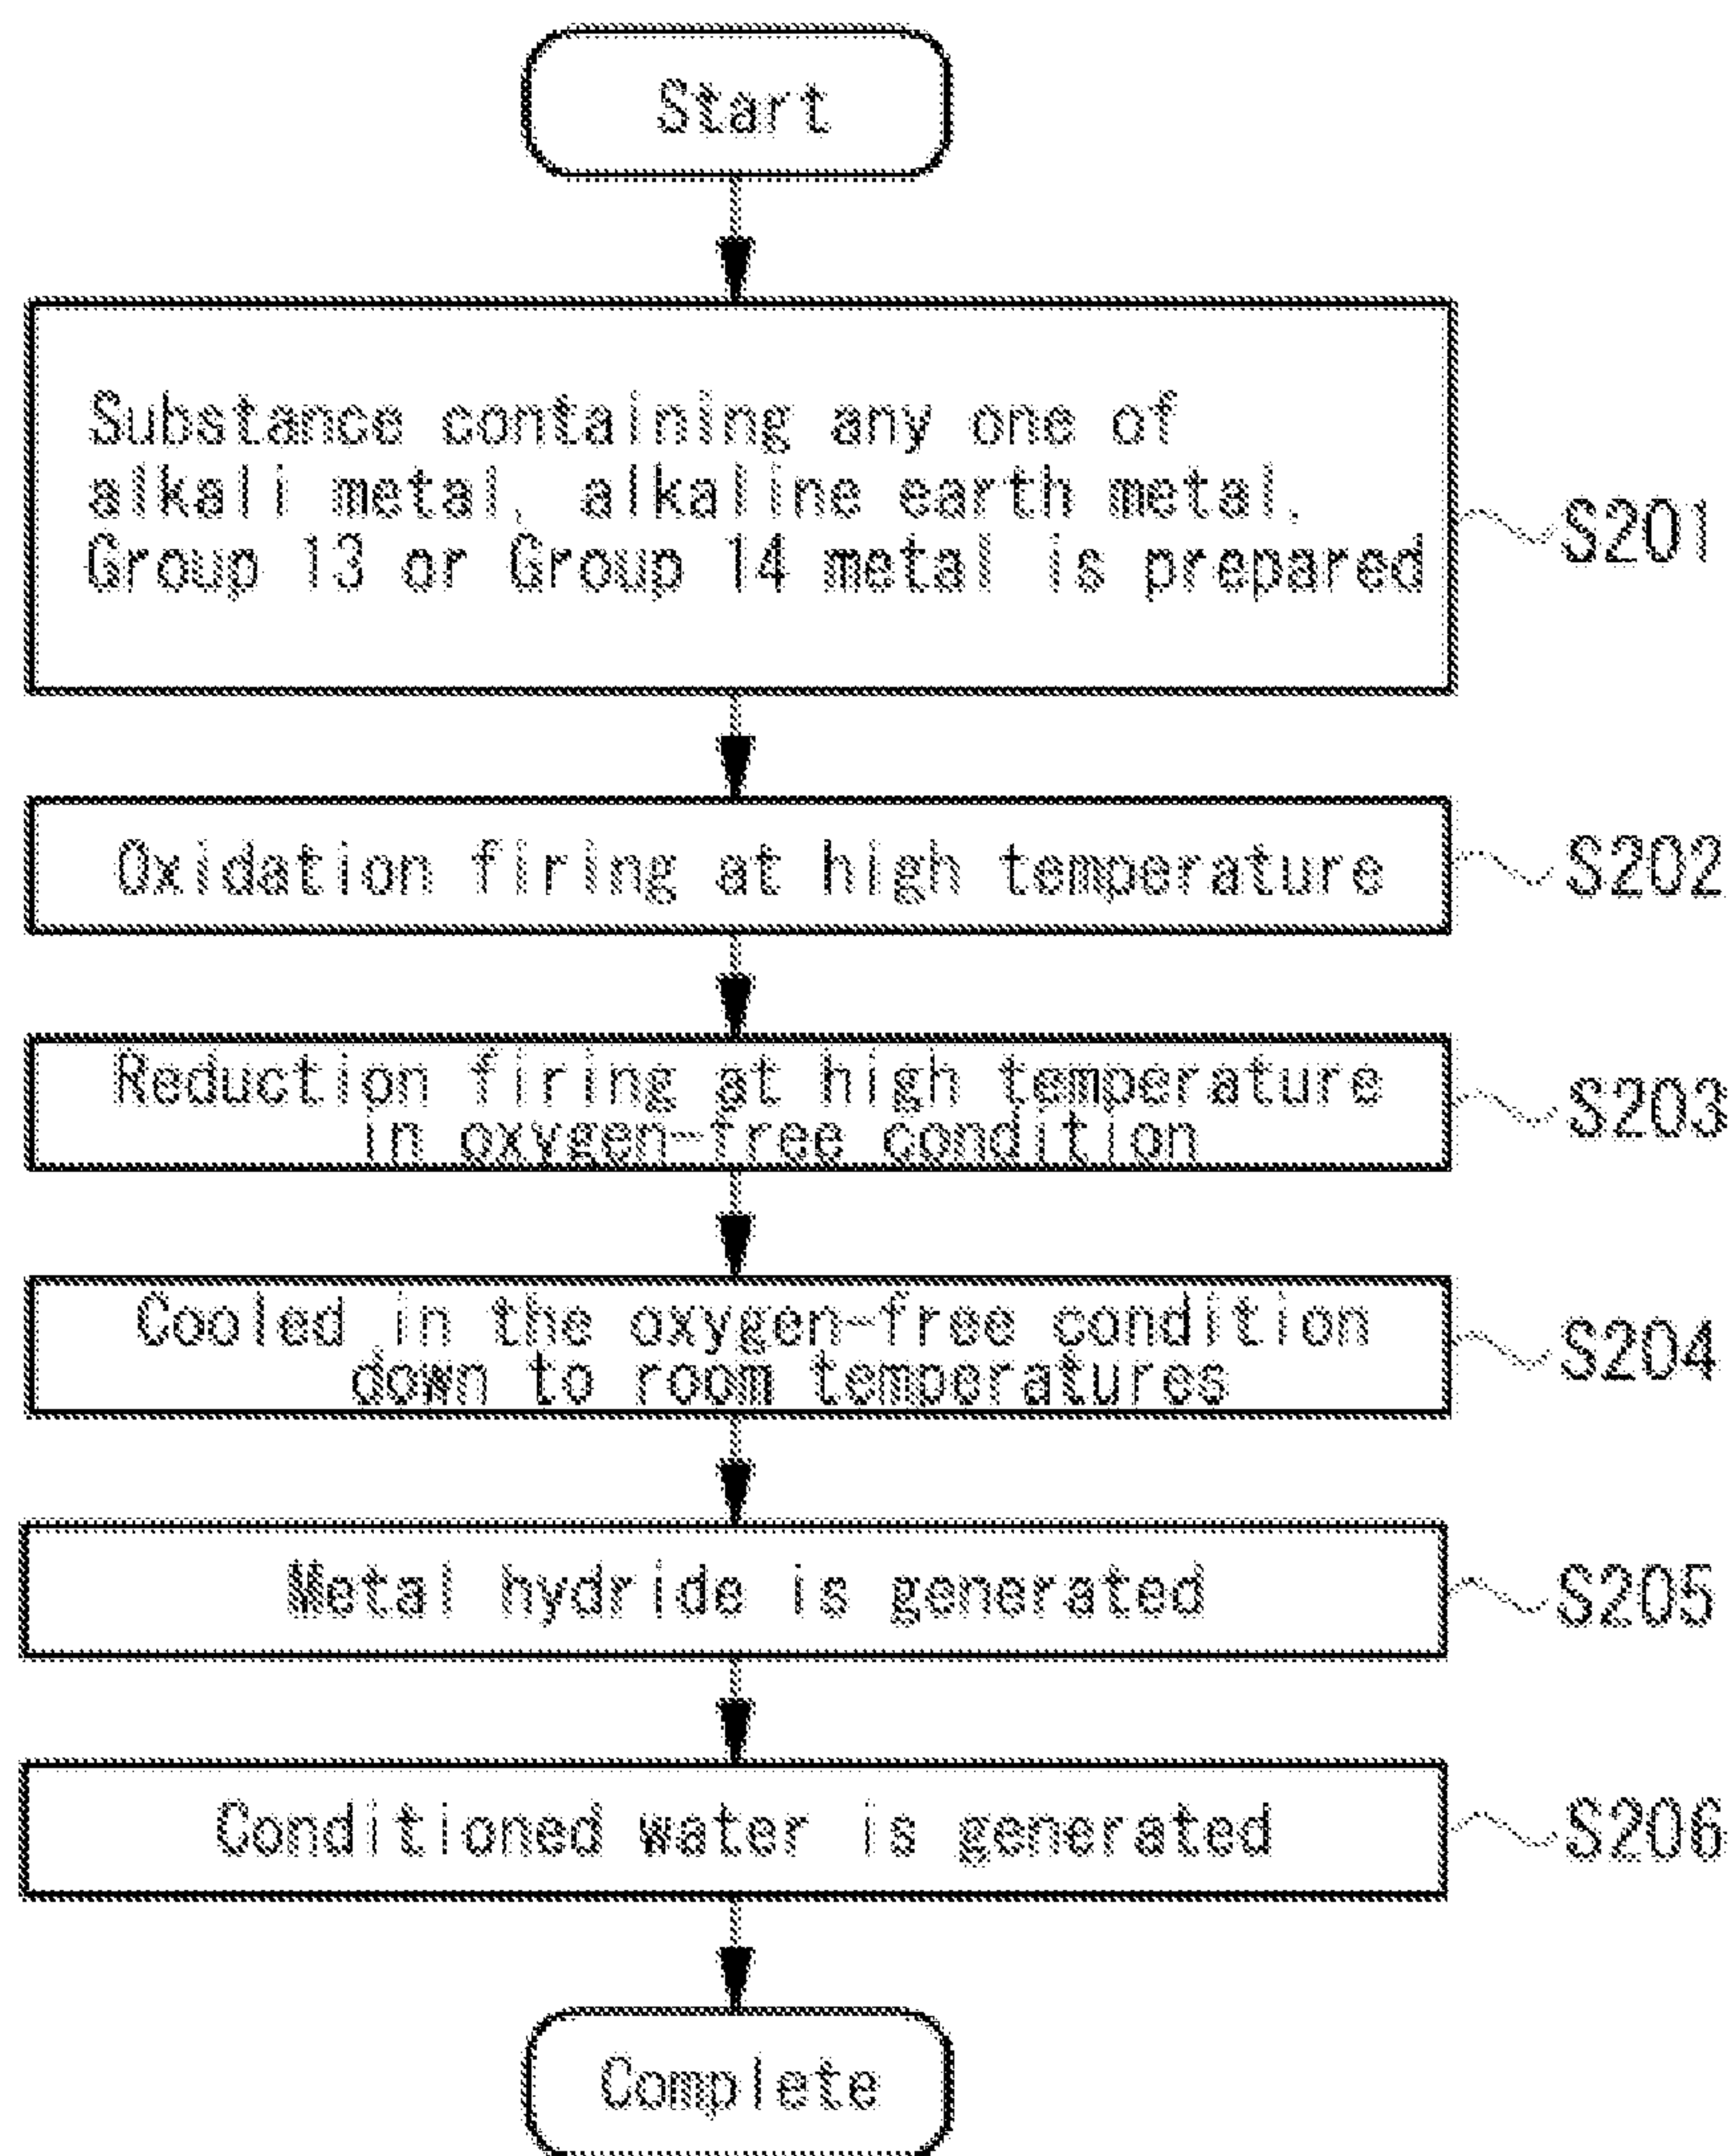 Start
Substance containing any one of
alkali metal, alkaline earth metal,
Group 13 or Group 14 metal is prepared
S201
Oxidation firing at high temperature
S202
Reduction firing at high temperature
in oxygen-free condition
S203
Cooled in the oxygen-free condition
down to room temperatures
S204
Metal hydride is generated
S205
Conditioned water is generated
S206
Complete